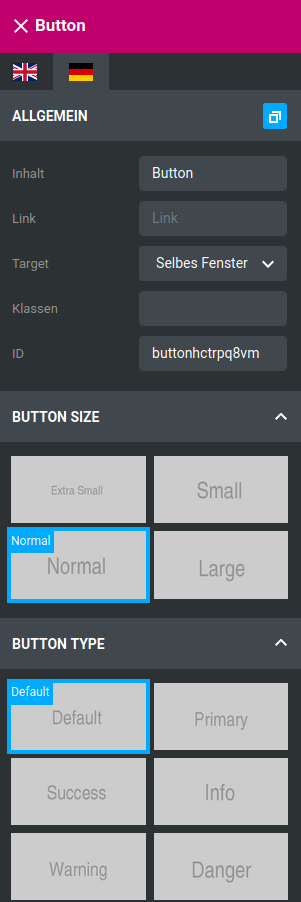 Button
ALLGEMEIN
Inhalt Button
Link Link
Target Selbes Fenster
Klassen
ID buttonhctrpq8vm
BUTTON SIZE
Extra Small Small
Normal
Normal Large
BUTTON TYPE
Default
Default Primary
Success Info
Warning Danger